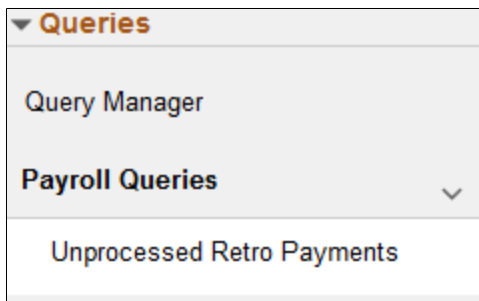 Queries
Query Manager
Payroll Queries
Unprocessed Retro Payments